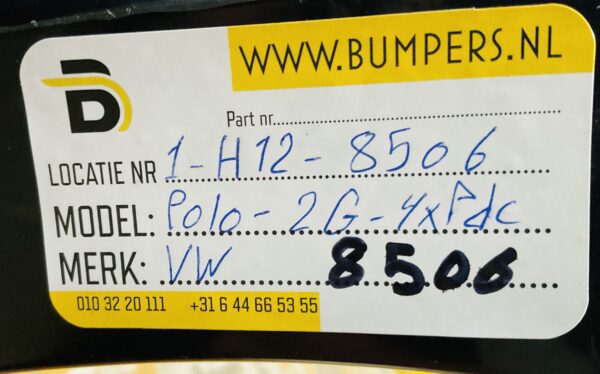 WWW.BUMPERS.NL
Part nr
LOCATIE NR 1-H12-8506
MODEL: Polo-2G-4xPdc
MERK: VW 8506
010 32 20 111 +31 6 44 66 53 55